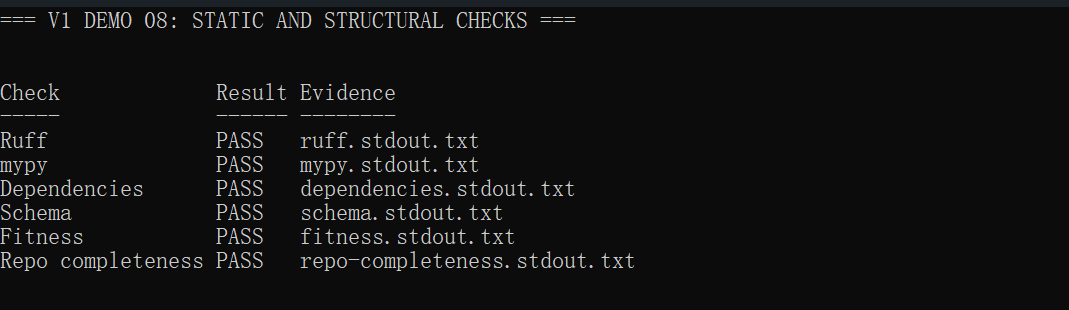 === V1 DEMO 08: STATIC AND STRUCTURAL CHECKS ===
Check Result Evidence
----- ------ --------
Ruff PASS ruff.stdout.txt
mypy PASS mypy.stdout.txt
Dependencies PASS dependencies.stdout.txt
Schema PASS schema.stdout.txt
Fitness PASS fitness.stdout.txt
Repo completeness PASS repo-completeness.stdout.txt